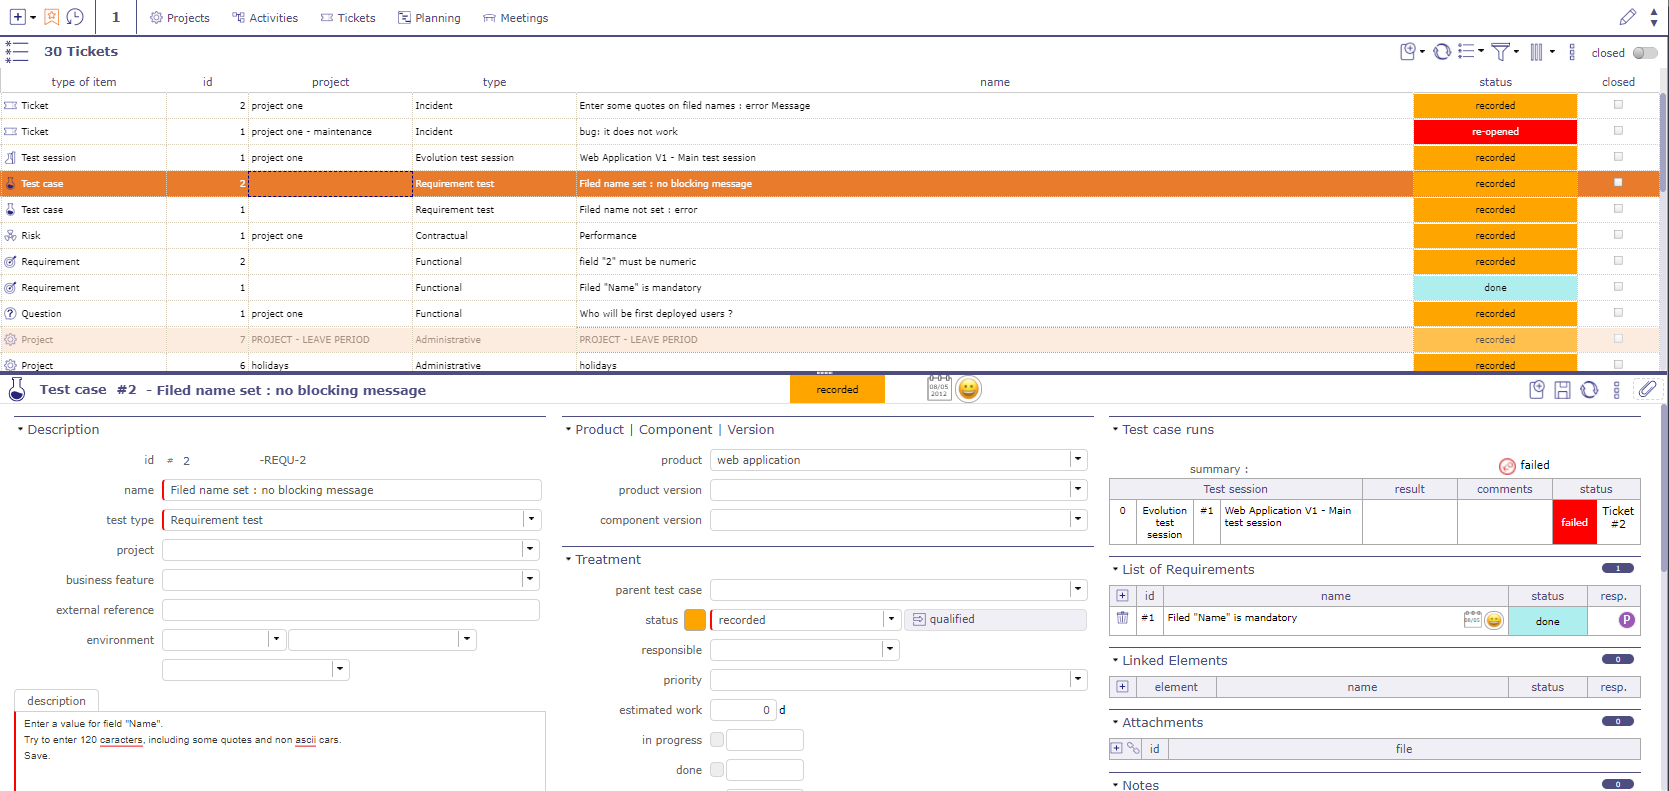 1 Projects Activities Tickets Planning Meetings
30 Tickets closed
type of item id project type name status closed
Ticket 2 project one Incident Enter some quotes on filed names : error Message recorded
Ticket 1 project one - maintenance Incident bug: it does not work re-opened
Test session 1 project one Evolution test session Web Application V1 - Main test session recorded
Test case 2 Requirement test Filed name set : no blocking message recorded
Test case 1 Requirement test Filed name not set : error recorded
Risk 1 project one Contractual Performance recorded
Requirement 2 Functional field "2" must be numeric recorded
Requirement 1 Functional Filed "Name" is mandatory done
Question 1 project one Functional Who will be first deployed users ? recorded
Project 7 PROJECT - LEAVE PERIOD Administrative PROJECT - LEAVE PERIOD recorded
Project 6 holidays Administrative holidays recorded
Test case #2 - Filed name set : no blocking message recorded 08/05 2012
Description
id # 2 -REQU-2
name Filed name set : no blocking message
test type Requirement test
project
business feature
external reference
environment
description
Enter a value for field "Name".
Try to enter 120 caracters, including some quotes and non ascii cars.
Save.
Product | Component | Version
product web application
product version
component version
Treatment
parent test case
status recorded qualified
responsible
priority
estimated work 0 d
in progress
done
Test case runs
summary : failed
Test session result comments status
0 Evolution test session #1 Web Application V1 - Main test session failed Ticket #2
List of Requirements 1
id name status resp.
#1 Filed "Name" is mandatory 08/05 done P
Linked Elements 0
element name status resp.
Attachments 0
id file
Notes 0